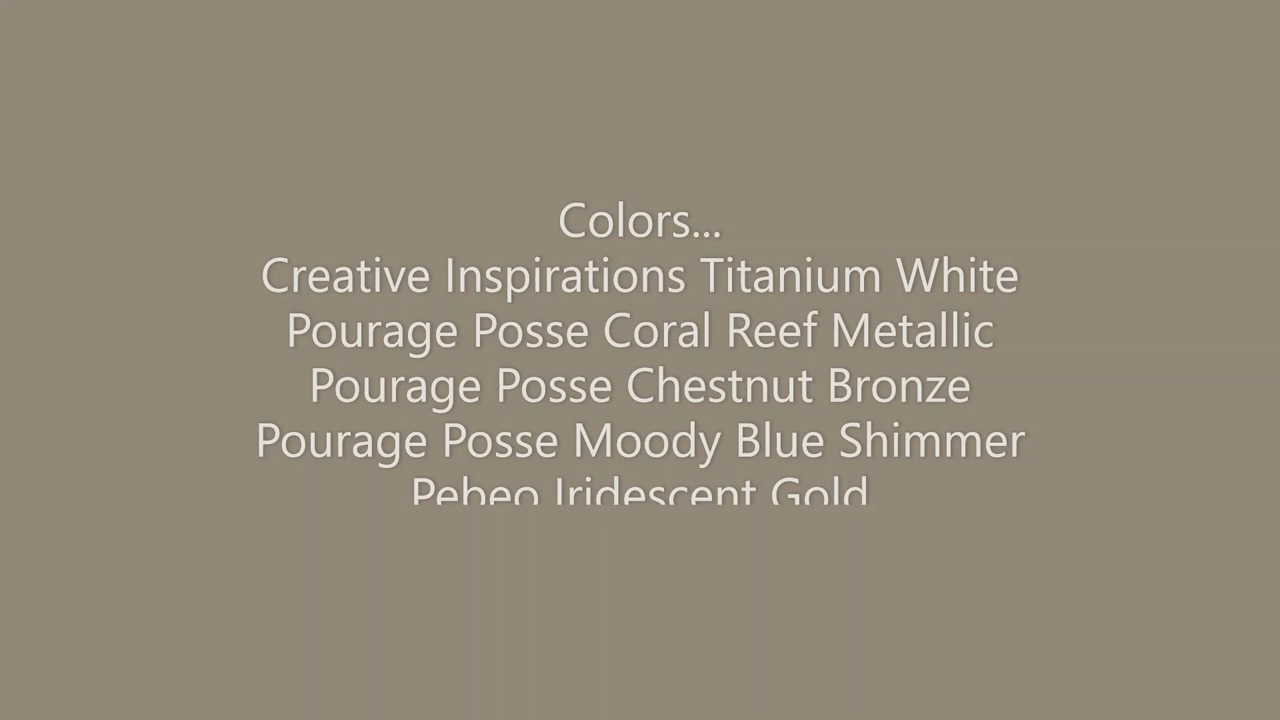 Colors...
Creative Inspirations Titanium White
Pourage Posse Coral Reef Metallic
Pourage Posse Chestnut Bronze
Pourage Posse Moody Blue Shimmer
Pebeo Iridescent Gold